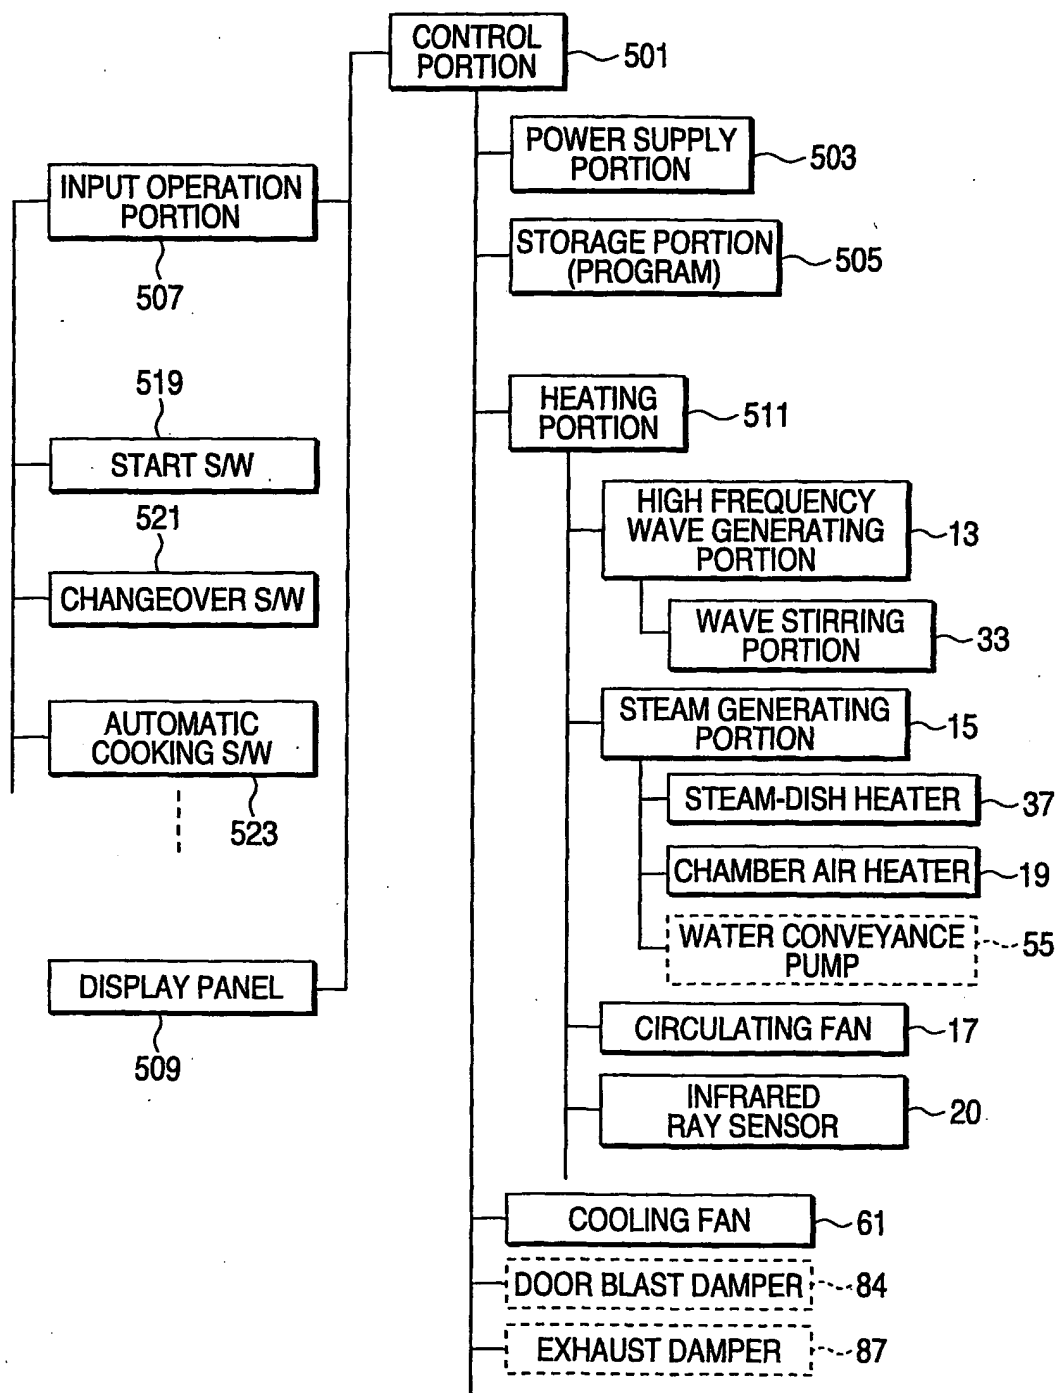 CONTROL
PORTION
501
POWER SUPPLY
PORTION
503
STORAGE PORTION
(PROGRAM)
505
INPUT OPERATION
PORTION
507
519
START S/W
521
CHANGEOVER S/W
AUTOMATIC
COOKING S/W
523
DISPLAY PANEL
509
HEATING
PORTION
511
HIGH FREQUENCY
WAVE GENERATING
PORTION
13
WAVE STIRRING
PORTION
33
STEAM GENERATING
PORTION
15
STEAM-DISH HEATER
37
CHAMBER AIR HEATER
19
WATER CONVEYANCE
PUMP
55
CIRCULATING FAN
17
INFRARED
RAY SENSOR
20
COOLING FAN
61
DOOR BLAST DAMPER
84
EXHAUST DAMPER
87